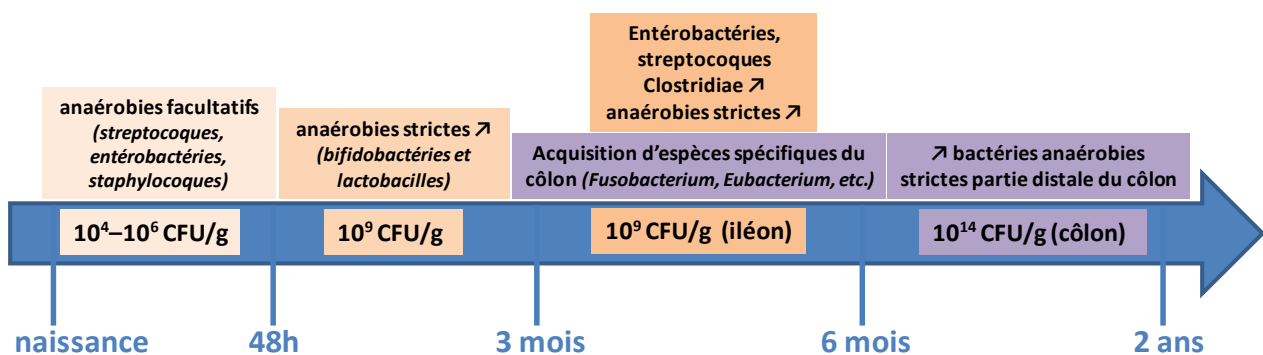 Entérobactéries,
streptocoques
Clostridiae ↗
anaérobies strictes ↗
anaérobies facultatifs
(streptocoques,
entérobactéries,
staphylocoques)
anaérobies strictes ↗
(bifidobactéries et
lactobacilles)
Acquisition d'espèces spécifiques du
côlon (Fusobacterium, Eubacterium, etc.)
↗ bactéries anaérobies
strictes partie distale du côlon
10⁴–10⁶ CFU/g
10⁹ CFU/g
10⁹ CFU/g (iléon)
10¹⁴ CFU/g (côlon)
naissance
48h
3 mois
6 mois
2 ans